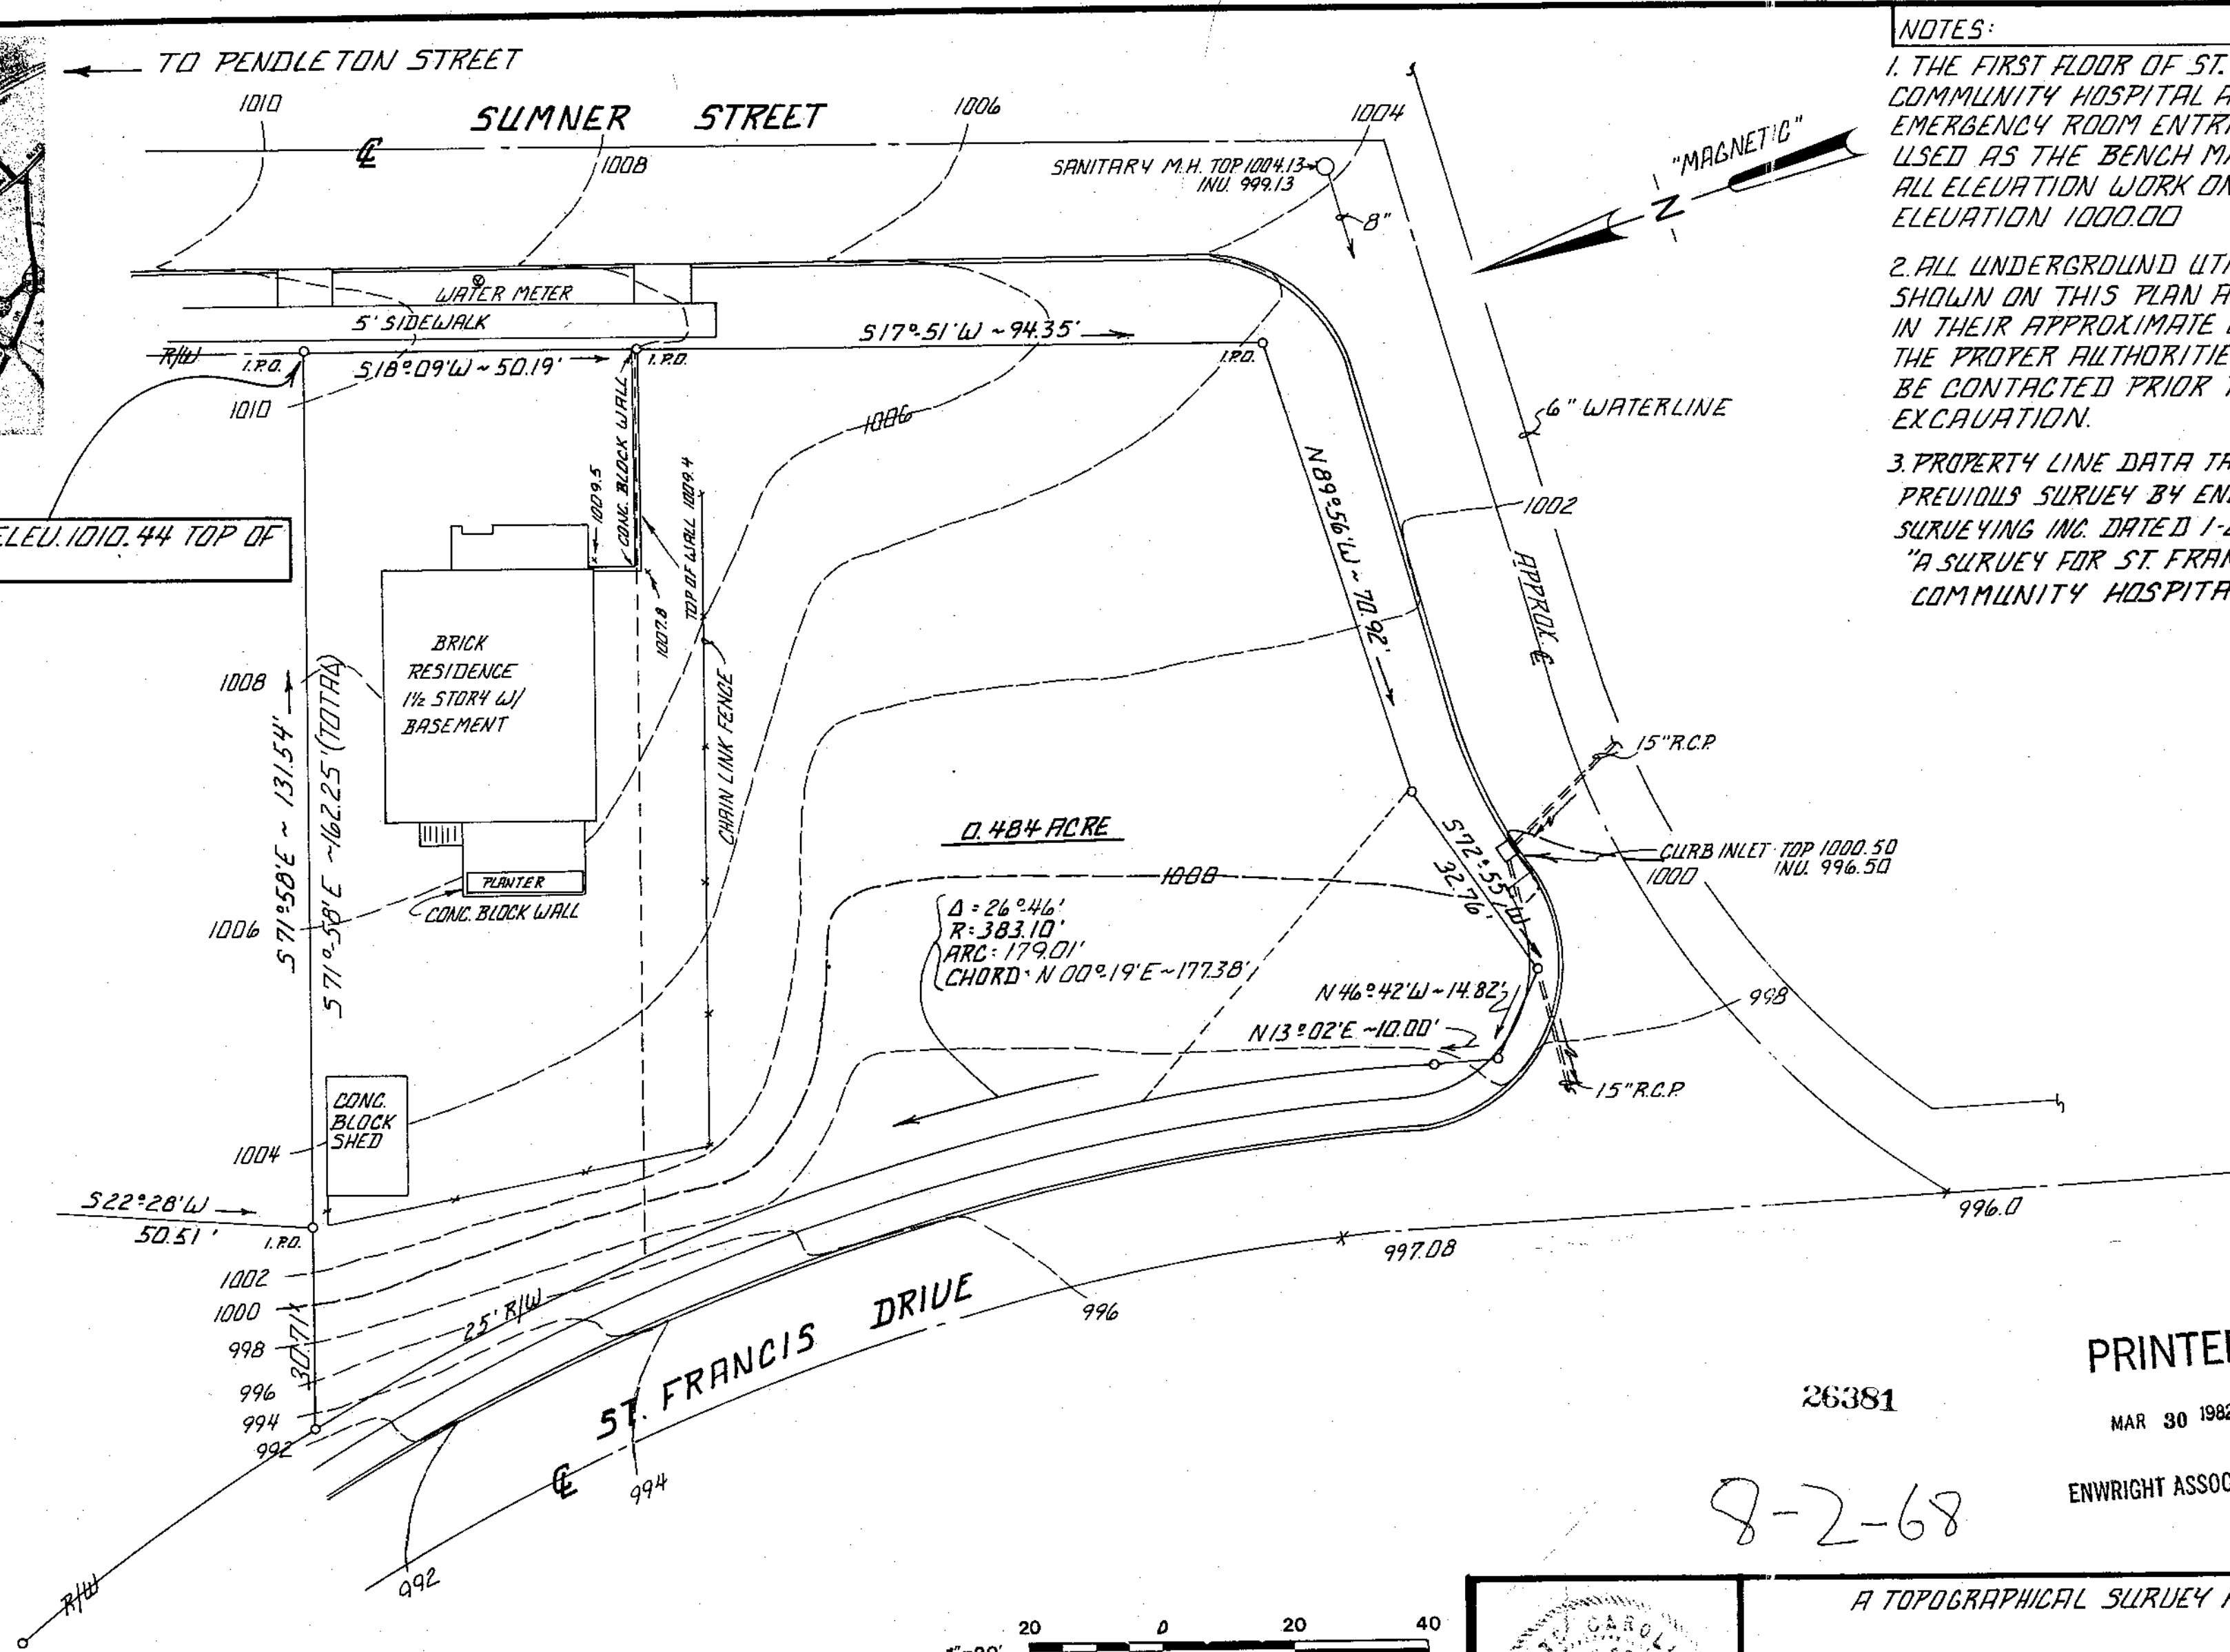 TO PENDLETON STREET
SUMNER STREET
1010
1008
1006
1004
℄
SANITARY M.H. TOP 1004.13
INV. 999.13
8"
"MAGNETIC"
N
WATER METER
5' SIDEWALK
R/W
I.P.O.
S18°-09'W ~ 50.19'
I.P.O.
S17°-51'W ~ 94.35'
I.P.O.
1010
1006
6" WATERLINE
CONC. BLOCK WALL
1009.5
TOP OF WALL 1009.4
1007.8
CHAIN LINK FENCE
N89°-56'W ~ 70.92'
1002
APPROX. ℄
ELEV. 1010.44 TOP OF
BRICK
RESIDENCE
1½ STORY W/
BASEMENT
1008
S71°-58'E ~ 131.54'
S71°-58'E ~ 162.25' (TOTAL)
PLANTER
CONC. BLOCK WALL
1006
0.484 ACRE
1000
Δ = 26°-46'
R = 383.10'
ARC = 179.01'
CHORD = N 00°-19'E ~ 177.38'
S72°-55'W
32.76'
15" R.C.P.
CURB INLET TOP 1000.50
INV. 996.50
1000
N46°-42'W ~ 14.82'
N13°-02'E ~ 10.00'
998
15" R.C.P.
CONC.
BLOCK
SHED
1004
S22°-28'W
50.51'
I.P.O.
1002
1000
998
996
994
992
30.71'
25' R/W
ST. FRANCIS DRIVE
℄
996
997.08
996.0
994
992
R/W
NOTES:
1. THE FIRST FLOOR OF ST.
COMMUNITY HOSPITAL A
EMERGENCY ROOM ENTR
USED AS THE BENCH MA
ALL ELEVATION WORK ON
ELEVATION 1000.00
2. ALL UNDERGROUND UTI
SHOWN ON THIS PLAN A
IN THEIR APPROXIMATE
THE PROPER AUTHORITIE
BE CONTACTED PRIOR T
EXCAVATION.
3. PROPERTY LINE DATA TA
PREVIOUS SURVEY BY EN
SURVEYING INC. DATED 1-
"A SURVEY FOR ST. FRAN
COMMUNITY HOSPITA
PRINTE
26381
MAR 30 1982
ENWRIGHT ASSOC
8-2-68
20 0 20 40
A TOPOGRAPHICAL SURVEY
CAROL